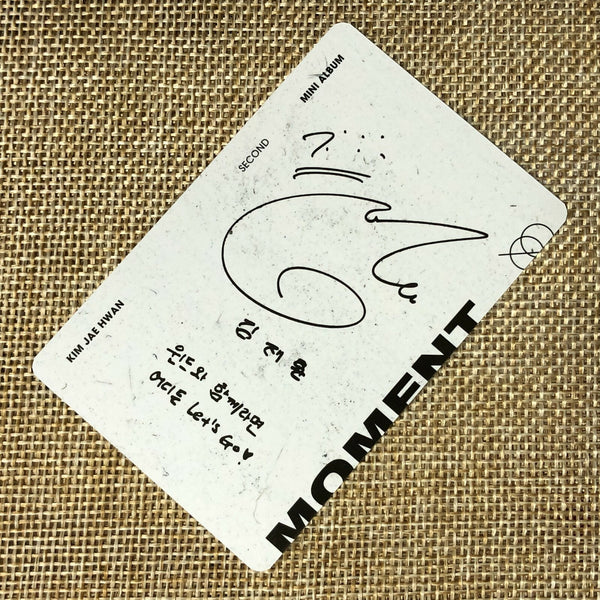 MINI ALBUM
SECOND
KIM JAE HWAN
김재환
윈드와 함께라면
어디든 Let's Go!
MOMENT